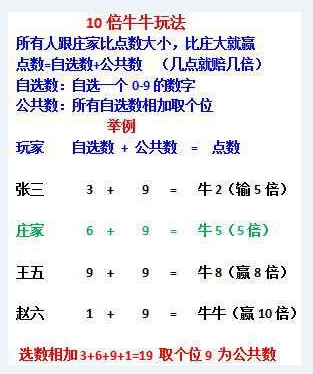 10 倍牛牛玩法
所有人跟庄家比点数大小，比庄大就赢
点数=自选数+公共数 （几点就赔几倍）
自选数：自选一个 0-9 的数字
公共数：所有自选数相加取个位
举例
玩家 自选数 + 公共数 = 点数
张三 3 + 9 = 牛 2（输 5 倍）
庄家 6 + 9 = 牛 5（5 倍）
王五 9 + 9 = 牛 8（赢 8 倍）
赵六 1 + 9 = 牛牛（赢 10 倍）
选数相加 3+6+9+1=19 取个位 9 为公共数